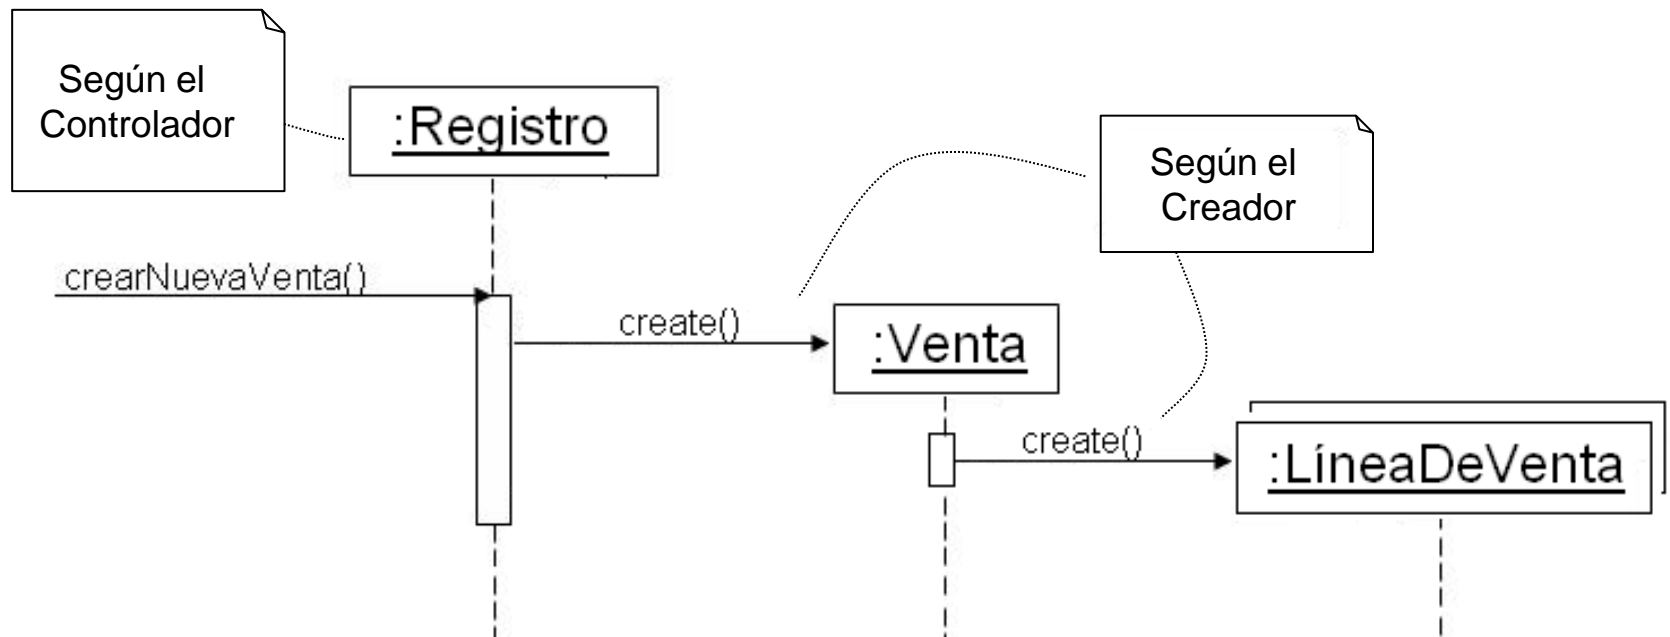 Según el
Controlador
:Registro
Según el
Creador
crearNuevaVenta()
create()
:Venta
create()
:LíneaDeVenta